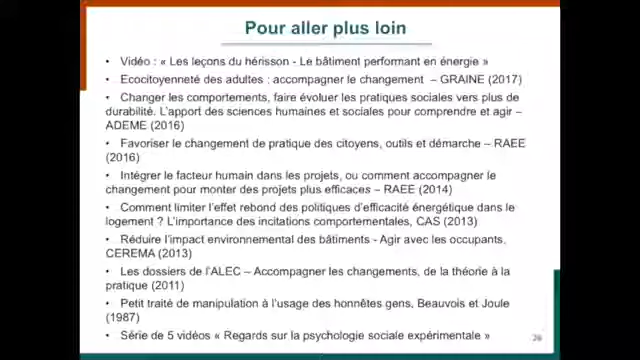 Pour aller plus loin
• Vidéo : « Les leçons du hérisson - Le bâtiment performant en énergie »
• Ecocitoyenneté des adultes : accompagner le changement – GRAINE (2017)
• Changer les comportements, faire évoluer les pratiques sociales vers plus de
durabilité. L'apport des sciences humaines et sociales pour comprendre et agir –
ADEME (2016)
• Favoriser le changement de pratique des citoyens, outils et démarche – RAEE
(2016)
• Intégrer le facteur humain dans les projets, ou comment accompagner le
changement pour monter des projets plus efficaces – RAEE (2014)
• Comment limiter l'effet rebond des politiques d'efficacité énergétique dans le
logement ? L'importance des incitations comportementales, CAS (2013)
• Réduire l'impact environnemental des bâtiments - Agir avec les occupants,
CEREMA (2013)
• Les dossiers de l'ALEC – Accompagner les changements, de la théorie à la
pratique (2011)
• Petit traité de manipulation à l'usage des honnêtes gens, Beauvois et Joule
(1987)
• Série de 5 vidéos « Regards sur la psychologie sociale expérimentale »